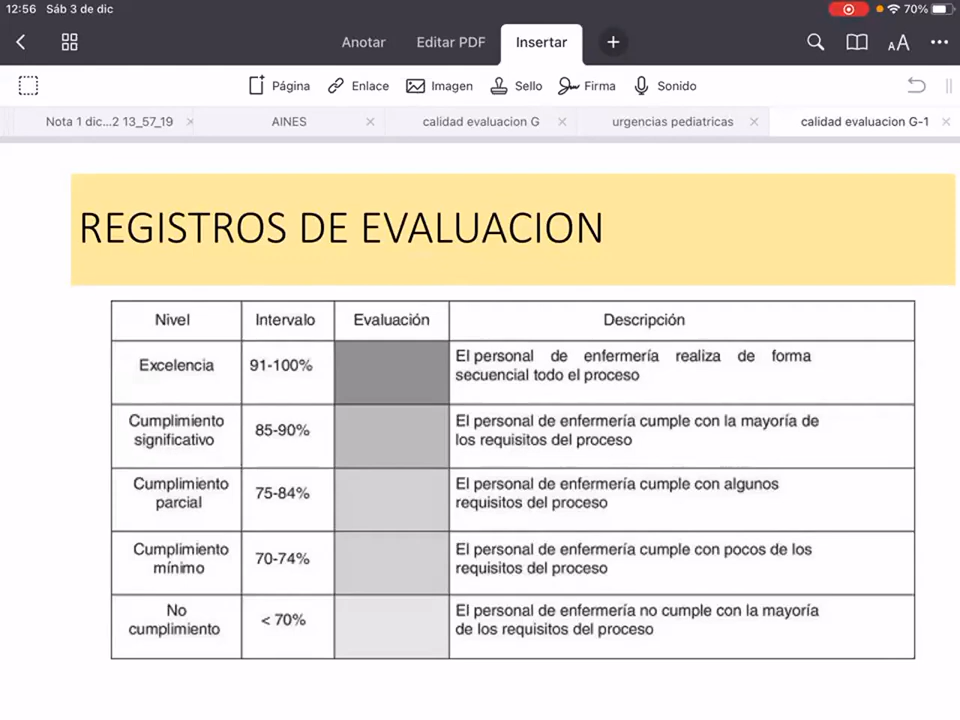 12:56 Sáb 3 de dic 70%
Anotar Editar PDF Insertar +
AA
Página Enlace Imagen Sello Firma Sonido
Nota 1 dic...2 13_57_19 × AINES × calidad evaluacion G × urgencias pediatricas × calidad evaluacion G-1 ×
REGISTROS DE EVALUACION
Nivel Intervalo Evaluación Descripción
Excelencia 91-100% El personal de enfermería realiza de forma
secuencial todo el proceso
Cumplimiento
significativo 85-90% El personal de enfermería cumple con la mayoría de
los requisitos del proceso
Cumplimiento
parcial 75-84% El personal de enfermería cumple con algunos
requisitos del proceso
Cumplimiento
mínimo 70-74% El personal de enfermería cumple con pocos de los
requisitos del proceso
No
cumplimiento < 70% El personal de enfermería no cumple con la mayoría
de los requisitos del proceso